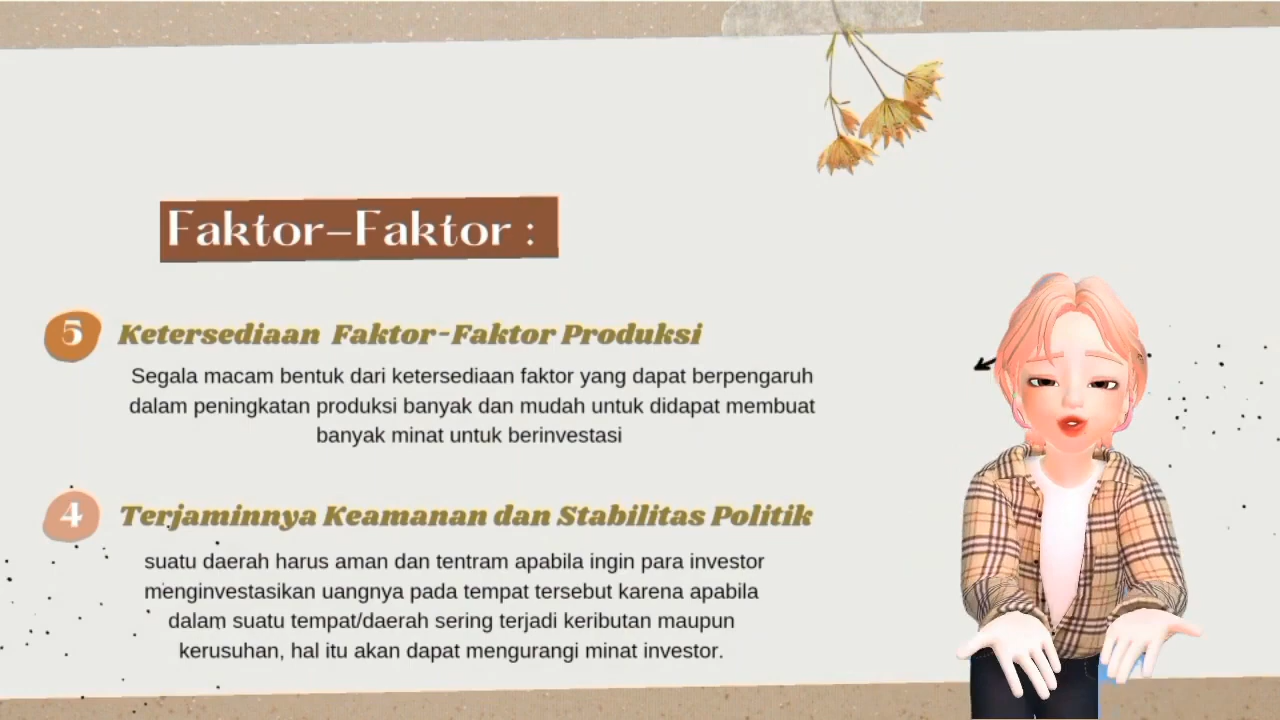 Faktor-Faktor :
5 Ketersediaan Faktor-Faktor Produksi
Segala macam bentuk dari ketersediaan faktor yang dapat berpengaruh
dalam peningkatan produksi banyak dan mudah untuk didapat membuat
banyak minat untuk berinvestasi
4 Terjaminnya Keamanan dan Stabilitas Politik
suatu daerah harus aman dan tentram apabila ingin para investor
menginvestasikan uangnya pada tempat tersebut karena apabila
dalam suatu tempat/daerah sering terjadi keributan maupun
kerusuhan, hal itu akan dapat mengurangi minat investor.